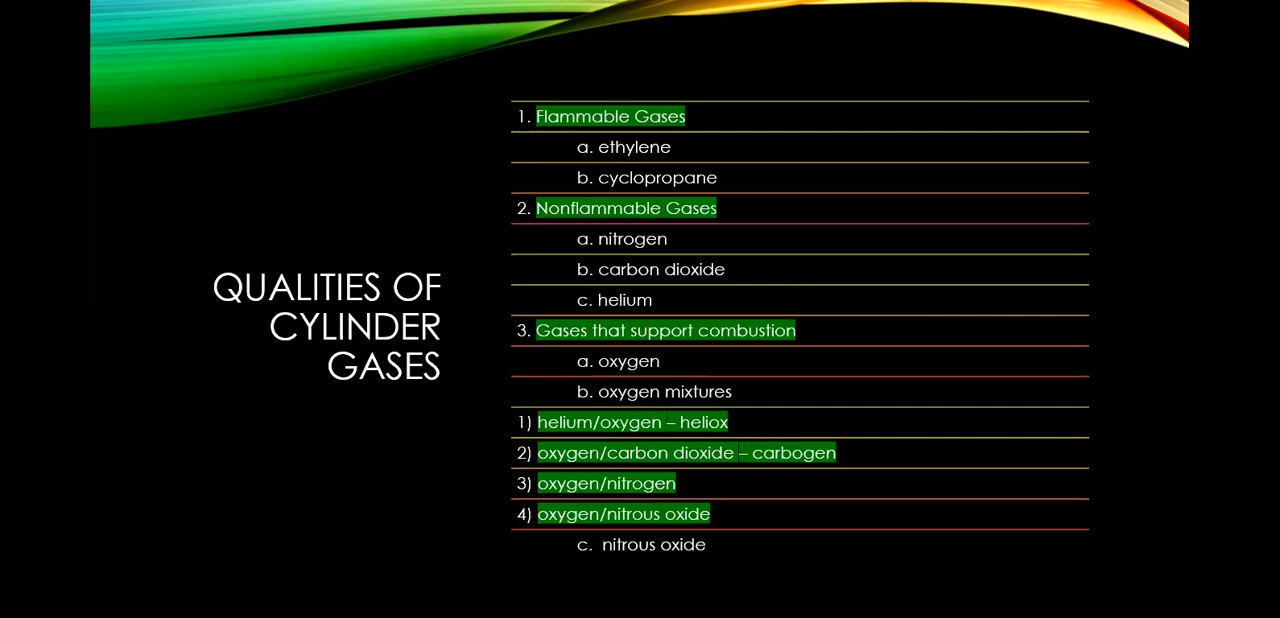 QUALITIES OF
CYLINDER
GASES
1. Flammable Gases
a. ethylene
b. cyclopropane
2. Nonflammable Gases
a. nitrogen
b. carbon dioxide
c. helium
3. Gases that support combustion
a. oxygen
b. oxygen mixtures
1) helium/oxygen – heliox
2) oxygen/carbon dioxide – carbogen
3) oxygen/nitrogen
4) oxygen/nitrous oxide
c. nitrous oxide